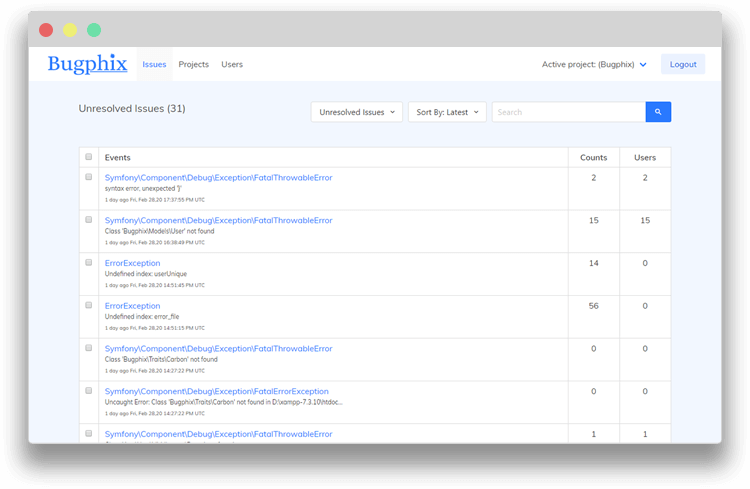 Bugphix Issues Projects Users Active project: (Bugphix) Logout
Unresolved Issues (31) Unresolved Issues Sort By: Latest Search
Events Counts Users
Symfony\Component\Debug\Exception\FatalThrowableError 2 2
syntax error, unexpected '}'
1 day ago Fri, Feb 28,20 17:37:55 PM UTC
Symfony\Component\Debug\Exception\FatalThrowableError 15 15
Class 'Bugphix\Models\User' not found
1 day ago Fri, Feb 28,20 16:38:49 PM UTC
ErrorException 14 0
Undefined index: userUnique
1 day ago Fri, Feb 28,20 14:51:45 PM UTC
ErrorException 56 0
Undefined index: error_file
1 day ago Fri, Feb 28,20 14:51:15 PM UTC
Symfony\Component\Debug\Exception\FatalThrowableError 0 0
Class 'Bugphix\Traits\Carbon' not found
1 day ago Fri, Feb 28,20 14:27:22 PM UTC
Symfony\Component\Debug\Exception\FatalErrorException 0 0
Uncaught Error: Class 'Bugphix\Traits\Carbon' not found in D:\xampp-7.3.10\htdoc...
1 day ago Fri, Feb 28,20 14:27:22 PM UTC
Symfony\Component\Debug\Exception\FatalThrowableError 1 1